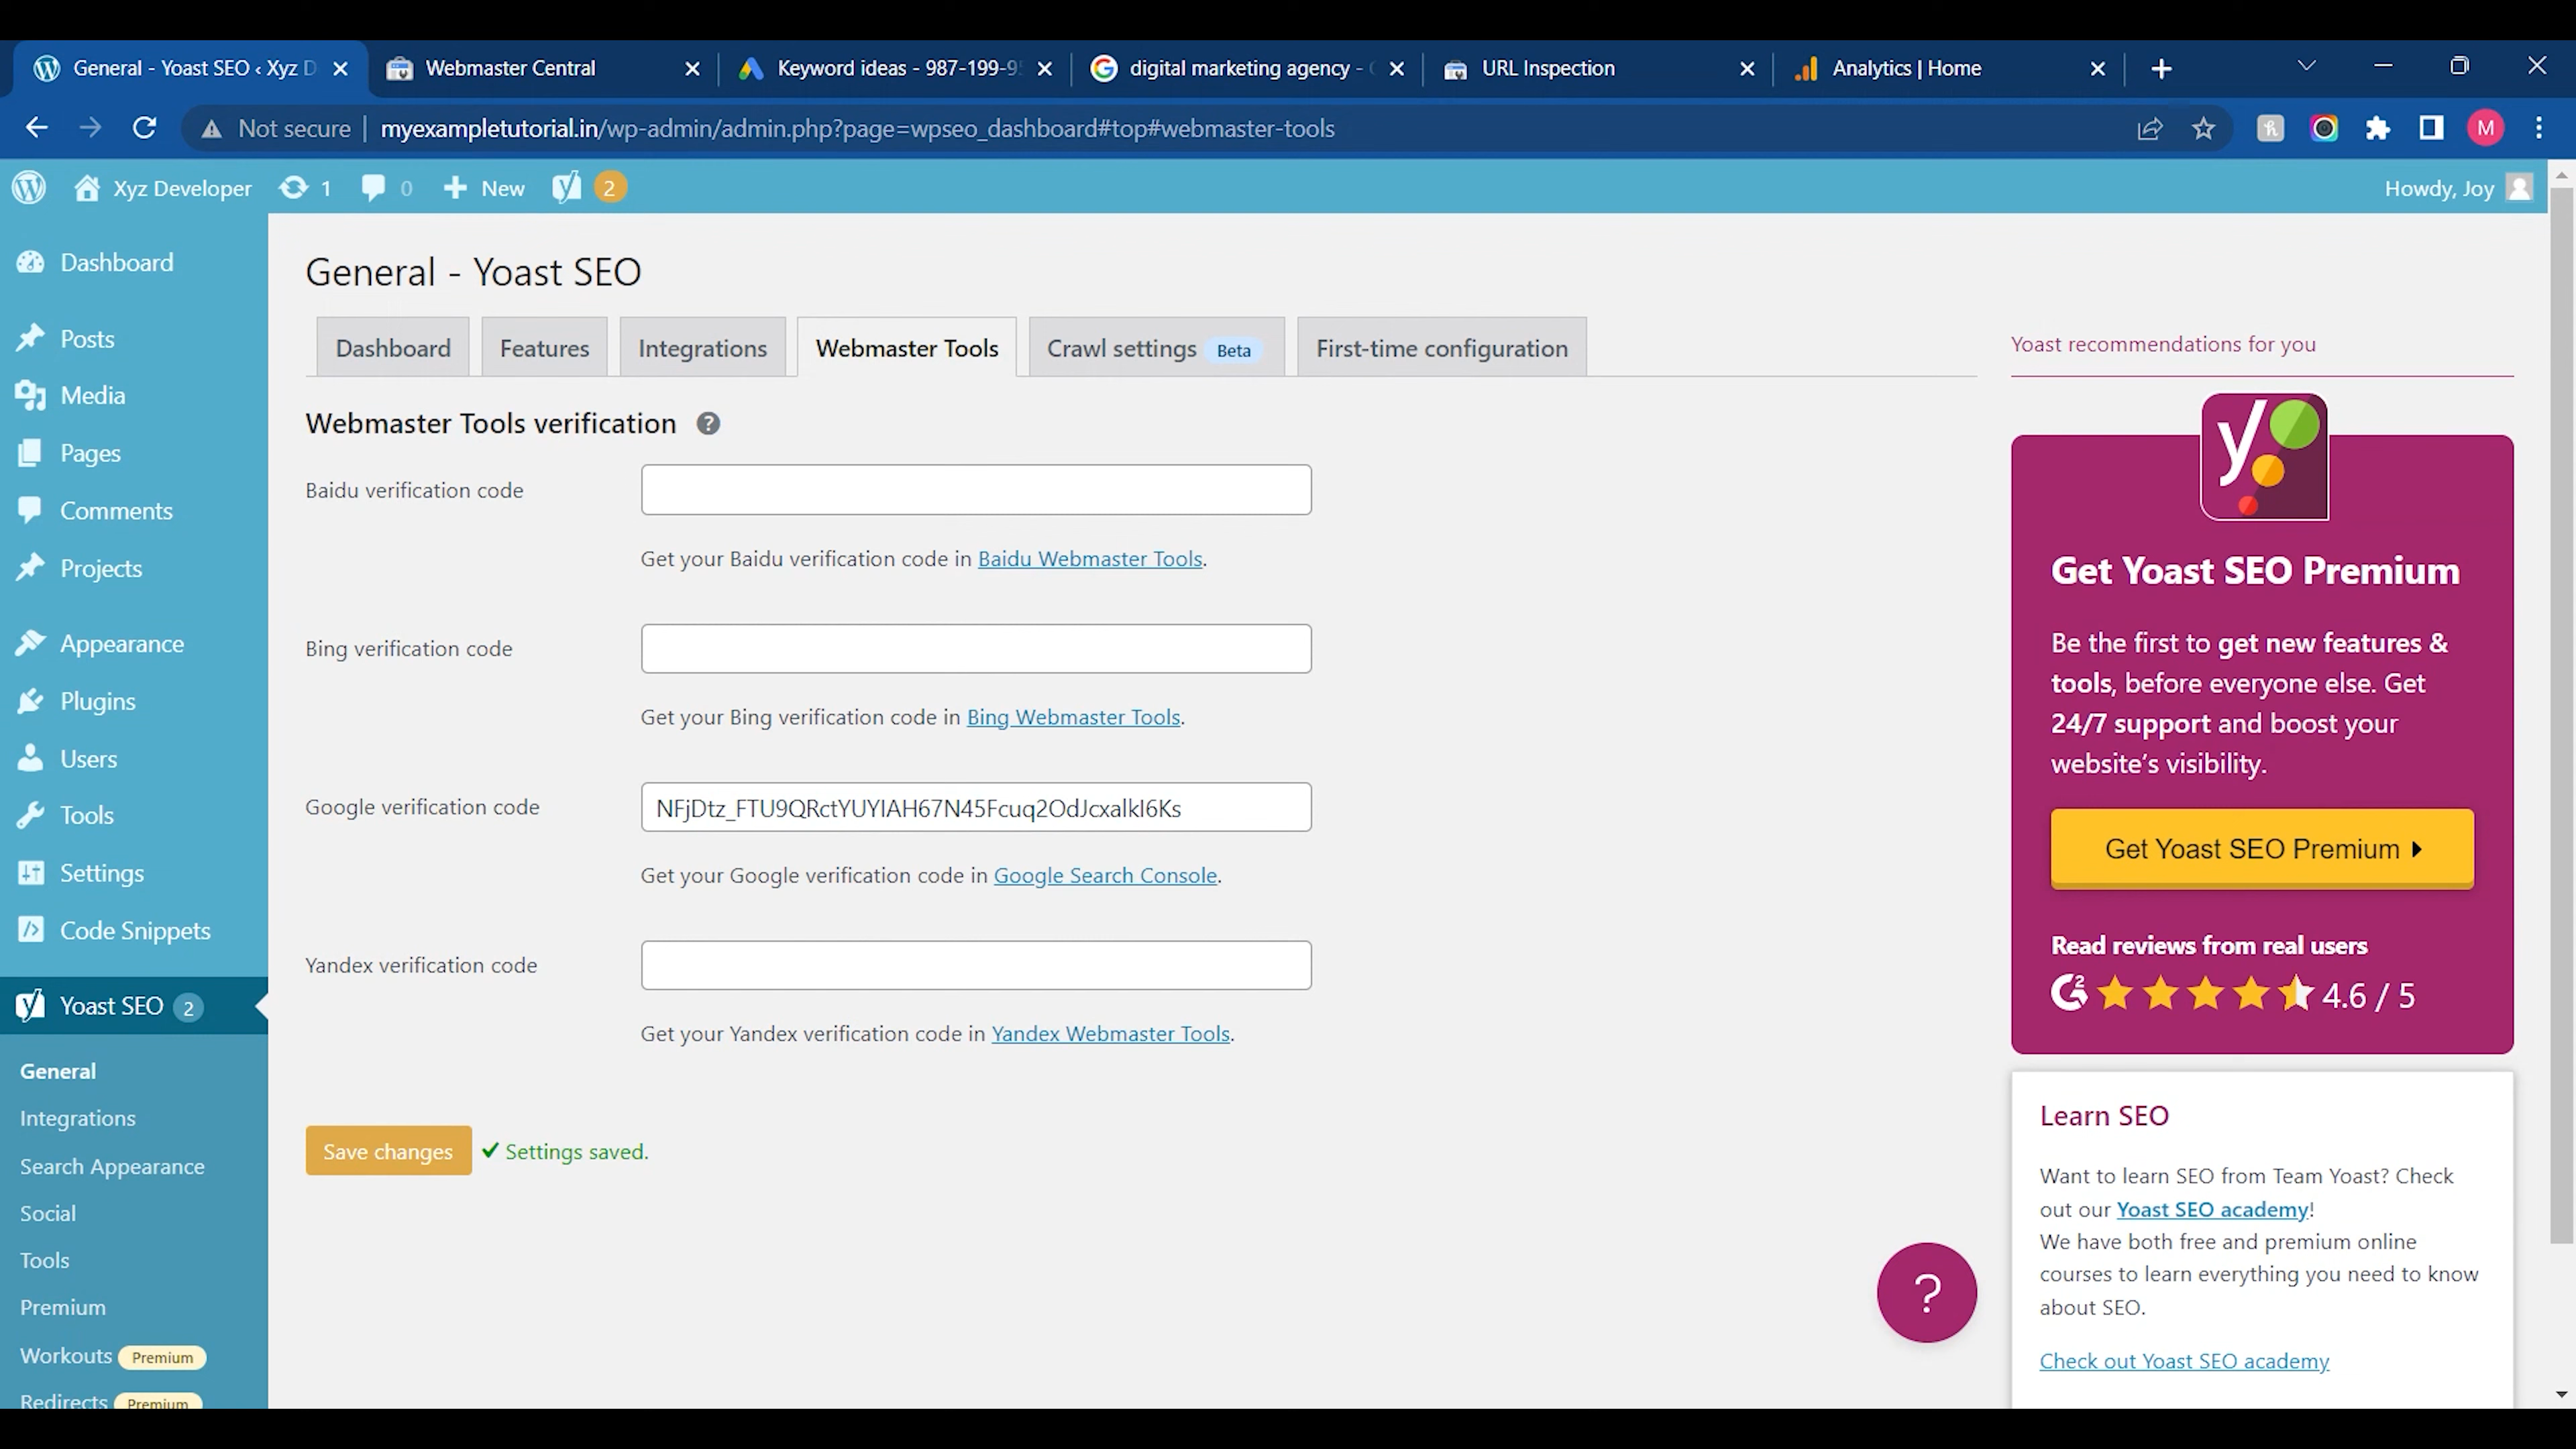 General - Yoast SEO ‹ Xyz D
Webmaster Central
Keyword ideas - 987-199-9
digital marketing agency -
URL Inspection
Analytics | Home
Not secure
myexampletutorial.in/wp-admin/admin.php?page=wpseo_dashboard#top#webmaster-tools
M
Xyz Developer
1
0
New
2
Howdy, Joy
Dashboard
Posts
Media
Pages
Comments
Projects
Appearance
Plugins
Users
Tools
Settings
Code Snippets
Yoast SEO 2
General
Integrations
Search Appearance
Social
Tools
Premium
Workouts Premium
Redirects Premium
General - Yoast SEO
Dashboard
Features
Integrations
Webmaster Tools
Crawl settings Beta
First-time configuration
Webmaster Tools verification ?
Baidu verification code
Get your Baidu verification code in Baidu Webmaster Tools.
Bing verification code
Get your Bing verification code in Bing Webmaster Tools.
Google verification code
NFjDtz_FTU9QRctYUYIAH67N45Fcuq2OdJcxalkI6Ks
Get your Google verification code in Google Search Console.
Yandex verification code
Get your Yandex verification code in Yandex Webmaster Tools.
Save changes
✔ Settings saved.
Yoast recommendations for you
y
Get Yoast SEO Premium
Be the first to get new features &
tools, before everyone else. Get
24/7 support and boost your
website's visibility.
Get Yoast SEO Premium
Read reviews from real users
G2
4.6 / 5
Learn SEO
Want to learn SEO from Team Yoast? Check
out our Yoast SEO academy!
We have both free and premium online
courses to learn everything you need to know
about SEO.
Check out Yoast SEO academy
?